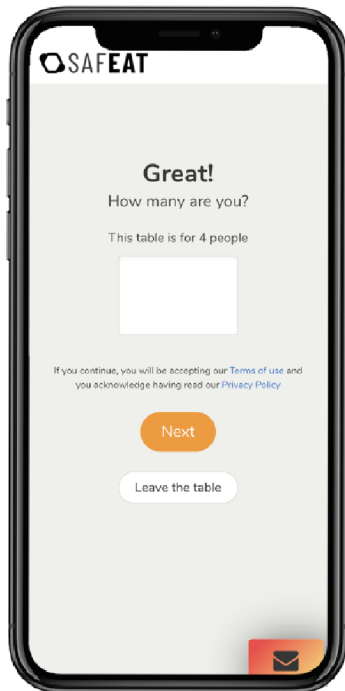 SAFEAT
Great!
How many are you?
This table is for 4 people
If you continue, you will be accepting our Terms of use and
you acknowledge having read our Privacy Policy
Next
Leave the table